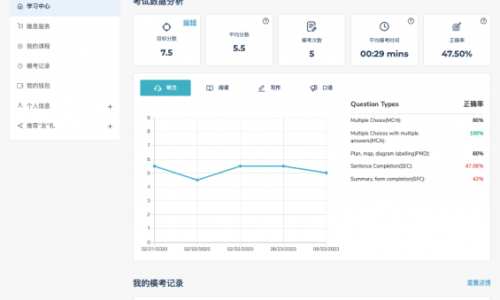 学习中心
雅思服务
我的课程
模考记录
我的钱包
个人信息 +
推荐"友"礼 +
考试数据分析
编辑
目标分数
7.5
平均分数
5.5
模考次数
5
平均模考时间
00:29 mins
正确率
47.50%
听力
阅读
写作
口语
8
7
6
5
4
3
2
1
0
02/21/2020
02/22/2020
02/22/2023
06/23/2023
06/23/2023
Question Types 正确率
Multiple Choice(MCH): 80%
Multiple Choices with multiple
answers(MCA): 100%
Plan, map, diagram labelling(PMD): 60%
Sentence Completion(SEC): 47.06%
Summary, form completion(SFC): 42%
我的模考记录
查看详情